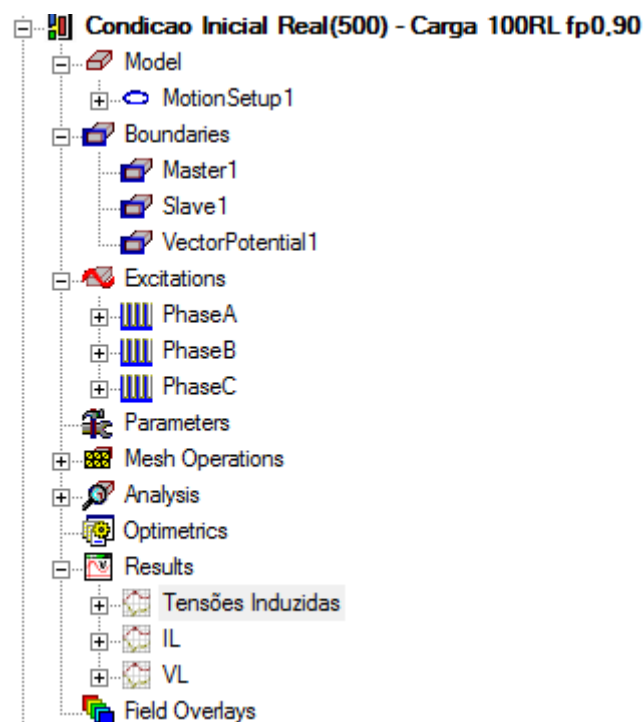 Condicao Inicial Real(500) - Carga 100RL fp0,90
Model
MotionSetup1
Boundaries
Master1
Slave1
VectorPotential1
Excitations
PhaseA
PhaseB
PhaseC
Parameters
Mesh Operations
Analysis
Optimetrics
Results
Tensões Induzidas
IL
VL
Field Overlays